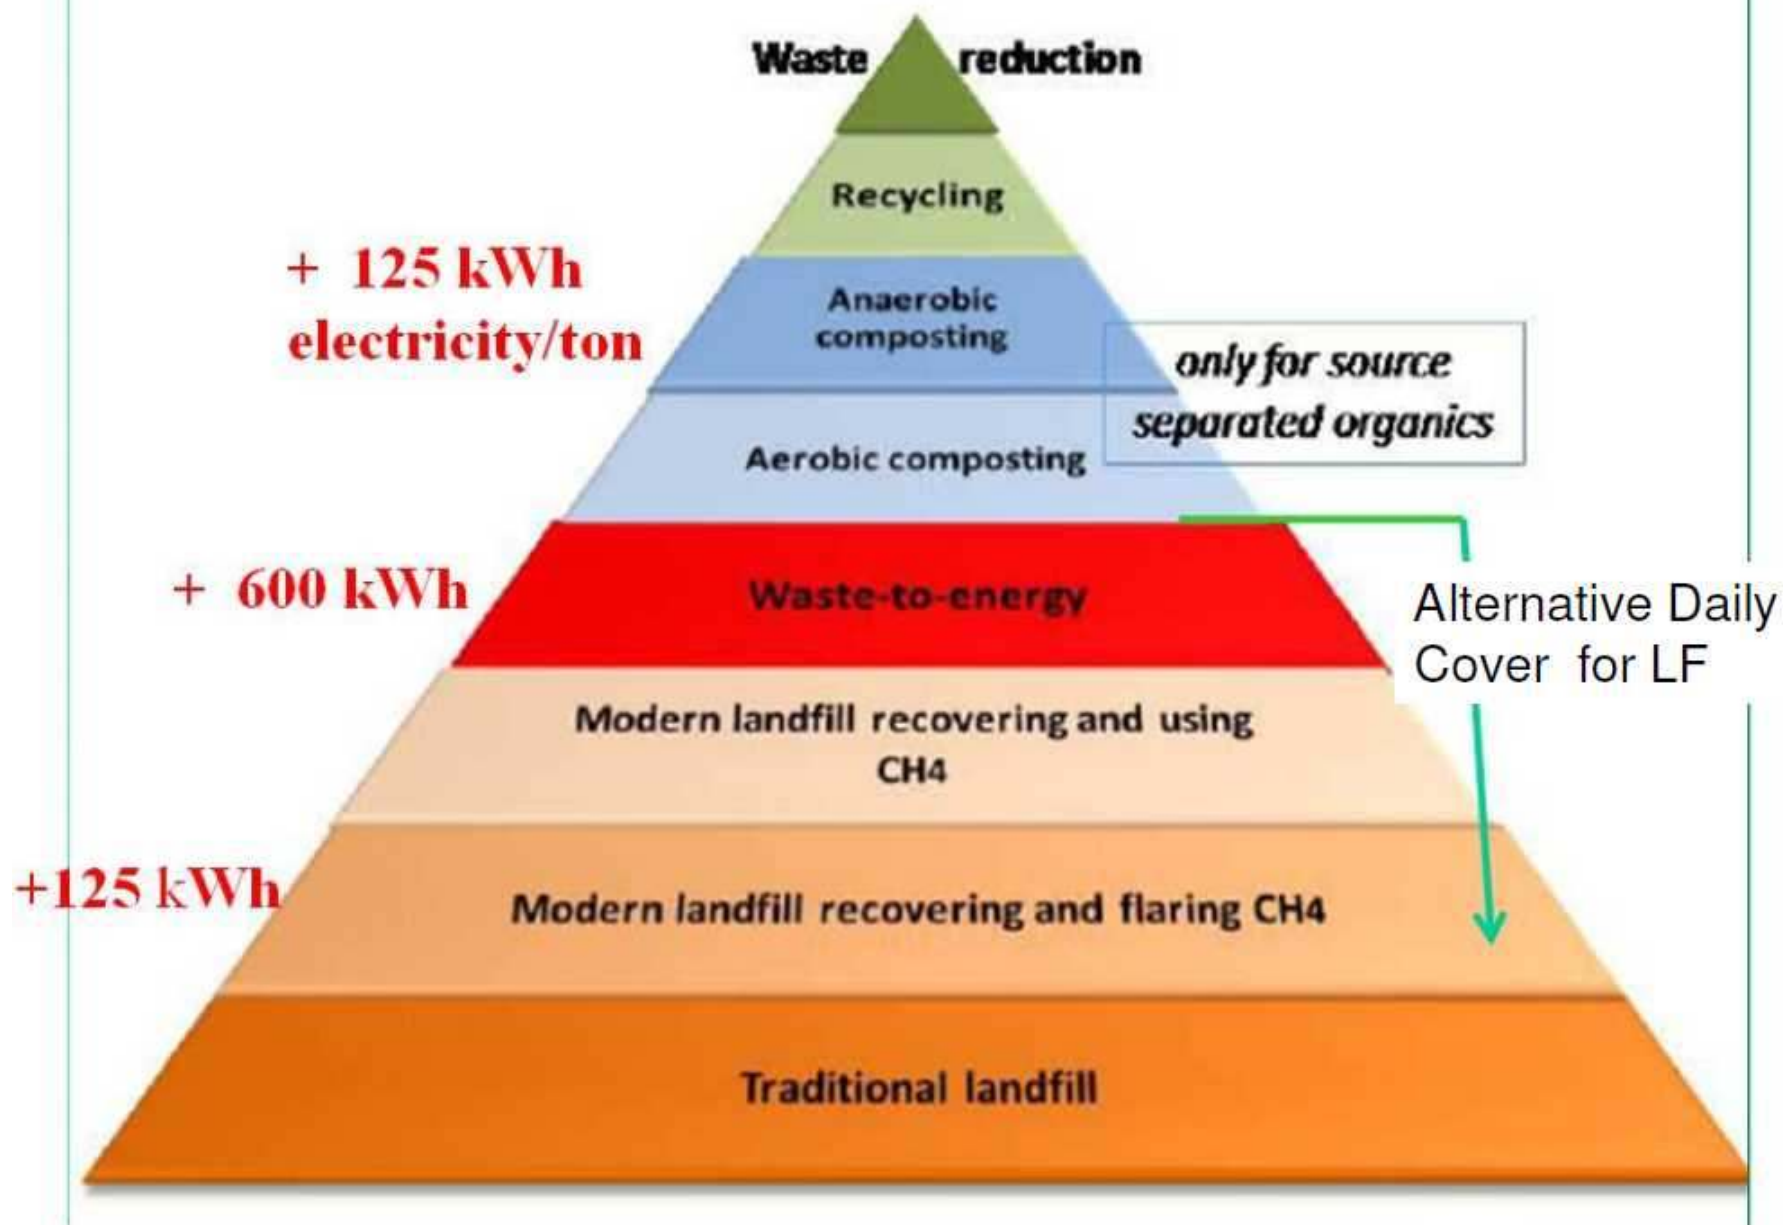 Waste reduction
Recycling
+ 125 kWh
electricity/ton
Anaerobic
composting
only for source
separated organics
Aerobic composting
+ 600 kWh
Waste-to-energy
Alternative Daily
Cover for LF
Modern landfill recovering and using
CH4
+125 kWh
Modern landfill recovering and flaring CH4
Traditional landfill